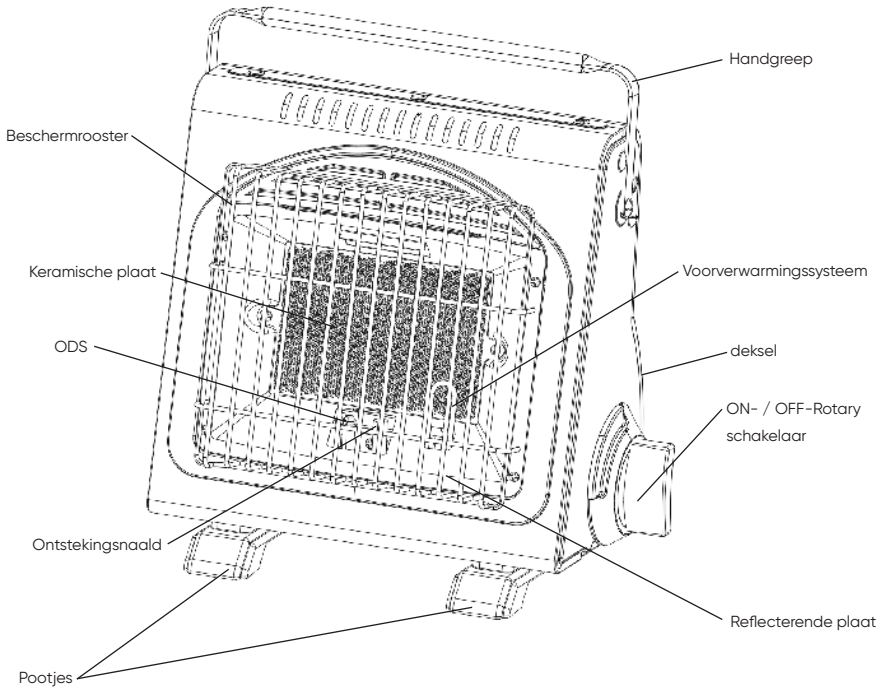 Handgreep
Beschermrooster
Keramische plaat
Voorverwarmingssysteem
ODS
deksel
ON- / OFF-Rotary
schakelaar
Ontstekingsnaald
Reflecterende plaat
Pootjes